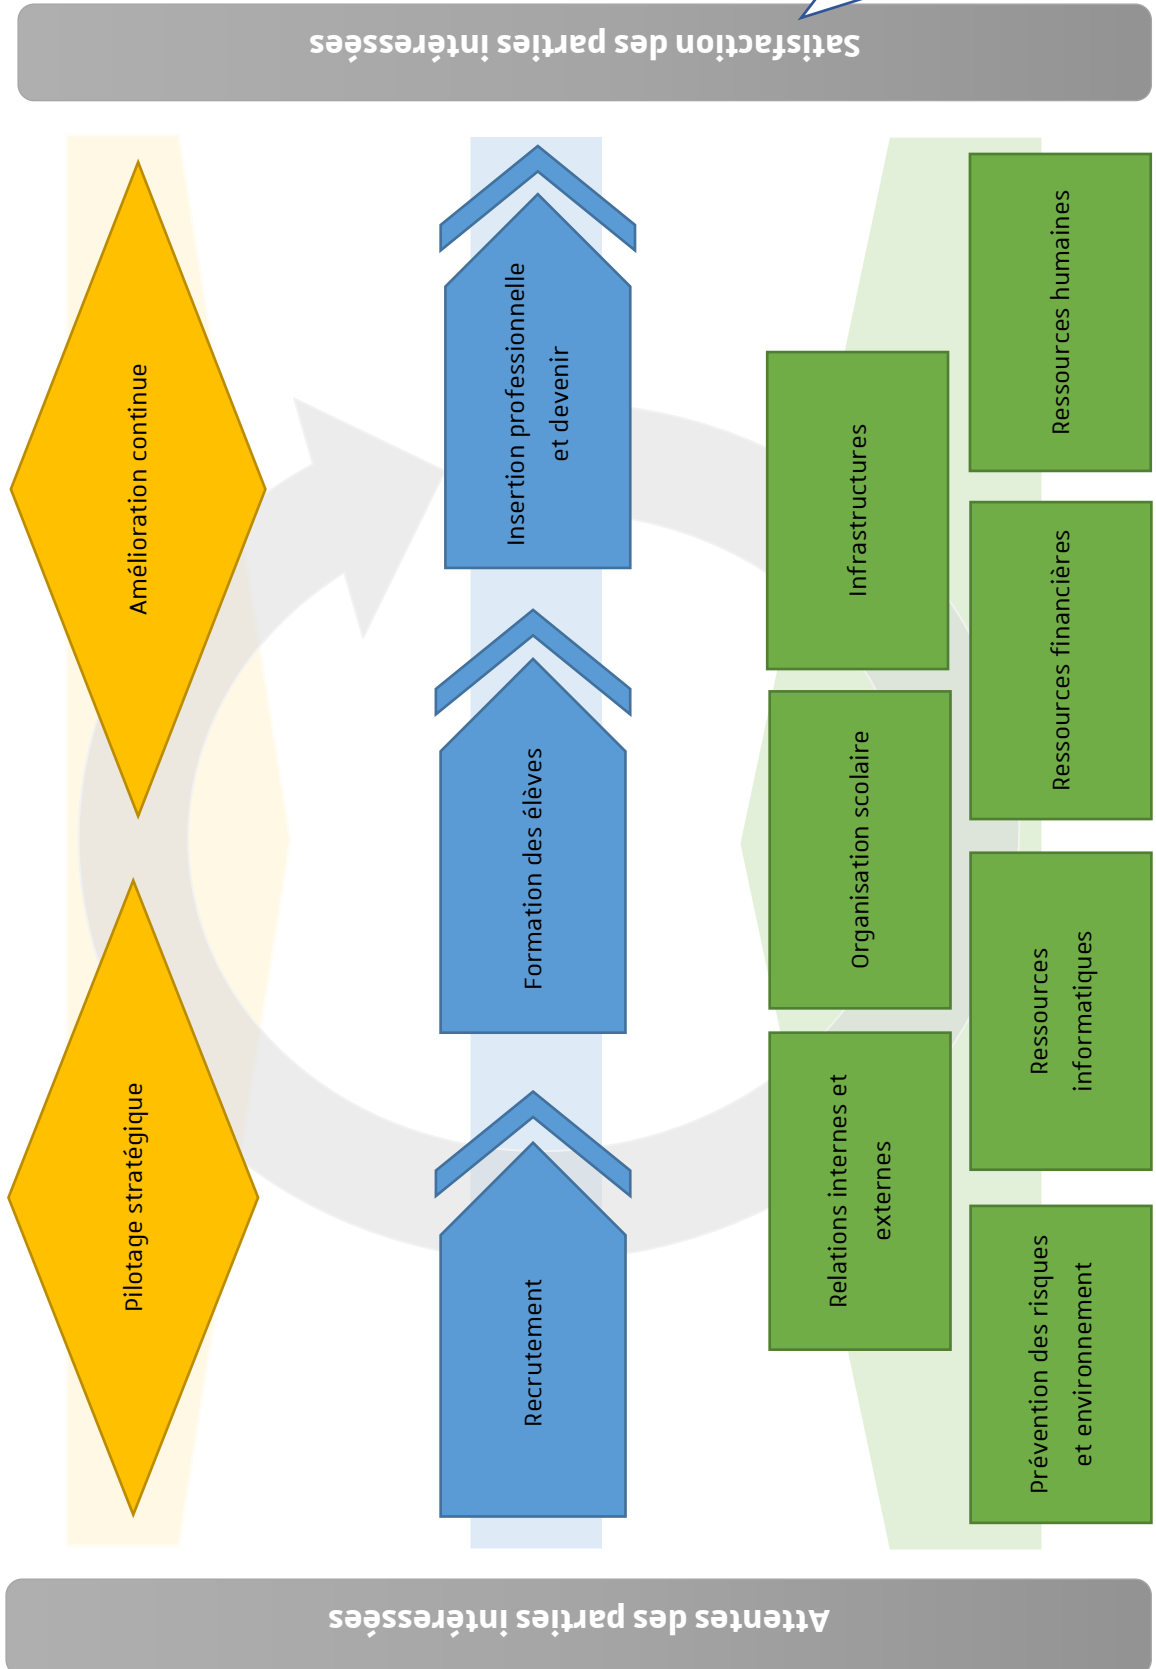 Attentes des parties intéressées
Pilotage stratégique
Amélioration continue
Recrutement
Formation des élèves
Insertion professionnelle
et devenir
Relations internes et
externes
Organisation scolaire
Infrastructures
Prévention des risques
et environnement
Ressources
informatiques
Ressources financières
Ressources humaines
Satisfaction des parties intéressées